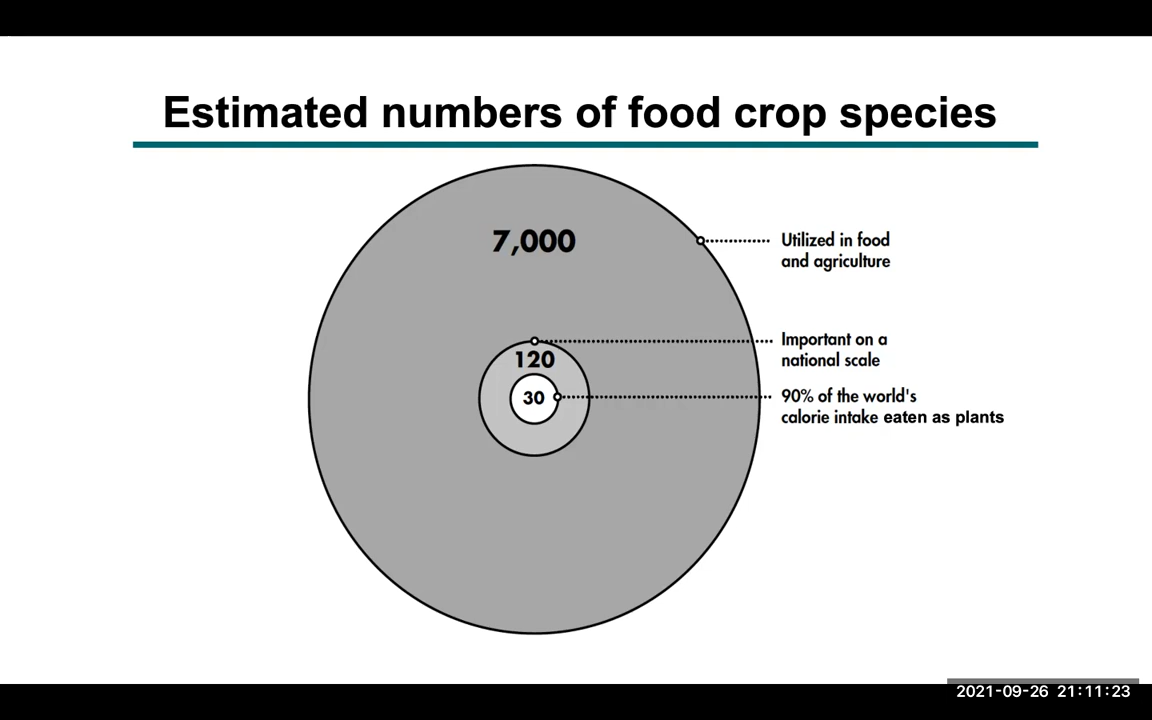 Estimated numbers of food crop species
7,000
Utilized in food
and agriculture
Important on a
national scale
120
90% of the world's
calorie intake eaten as plants
30
2021-09-26 21:11:23